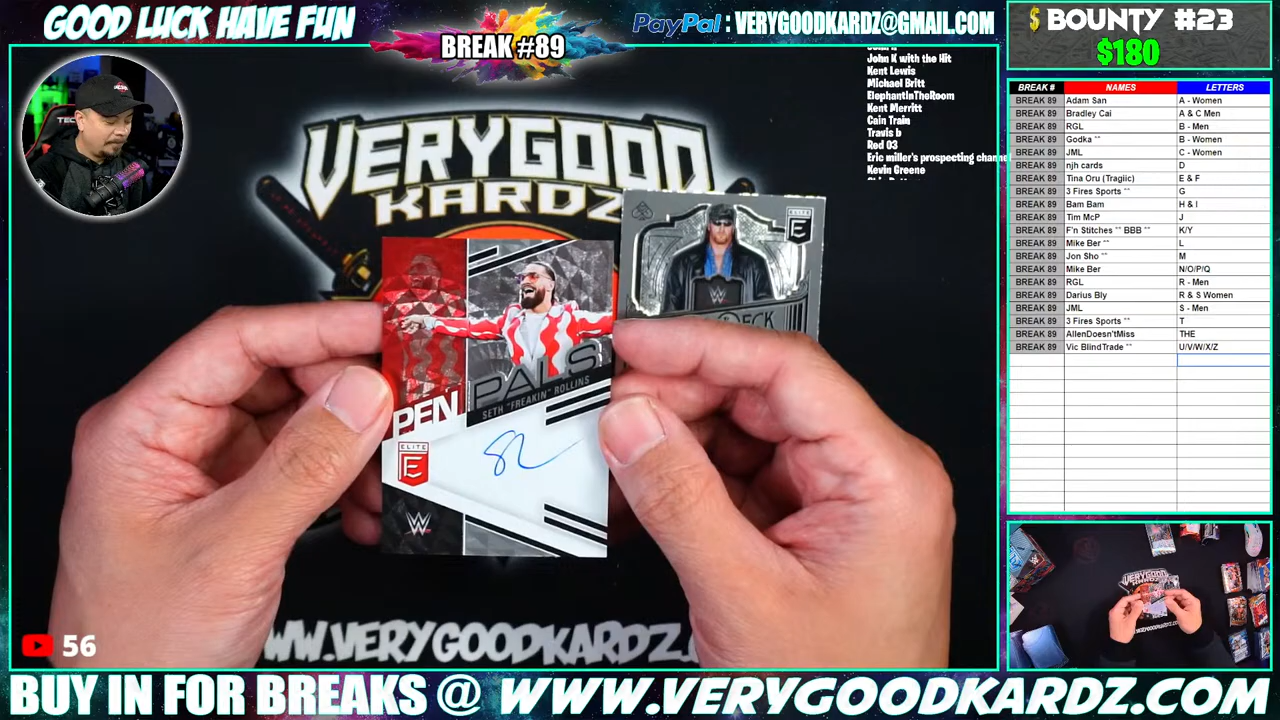 GOOD LUCK HAVE FUN
BREAK #89
PayPal : VERYGOODKARDZ@GMAIL.COM
$ BOUNTY #23
$180
John K with the Hit
Kent Lewis
Michael Britt
ElephantInTheRoom
Kent Merritt
Cain Train
Travis b
Rod 03
Eric miller's prospecting channe
Kevin Greene
BREAK # NAMES LETTERS
BREAK 89 Adam San A - Women
BREAK 89 Bradley Cai A & C Men
BREAK 89 RGL B - Men
BREAK 89 Godka ** B - Women
BREAK 89 JML C - Women
BREAK 89 njh cards D
BREAK 89 Tina Oru (Tragiic) E & F
BREAK 89 3 Fires Sports ** G
BREAK 89 Bam Bam H & I
BREAK 89 Tim McP J
BREAK 89 F'n Stitches ** BBB ** K/Y
BREAK 89 Mike Ber ** L
BREAK 89 Jon Sho ** M
BREAK 89 Mike Ber N/O/P/Q
BREAK 89 RGL R - Men
BREAK 89 Darius Bly R & S Women
BREAK 89 JML S - Men
BREAK 89 3 Fires Sports ** T
BREAK 89 AllenDoesn'tMiss THE
BREAK 89 Vic BlindTrade ** U/V/W/X/Z
VERYGOOD
KARDZ
ELITE
E
PEN PALS
SETH "FREAKIN" ROLLINS
ELITE
E
W
56
WWW.VERYGOODKARDZ.C
BUY IN FOR BREAKS @ WWW.VERYGOODKARDZ.COM